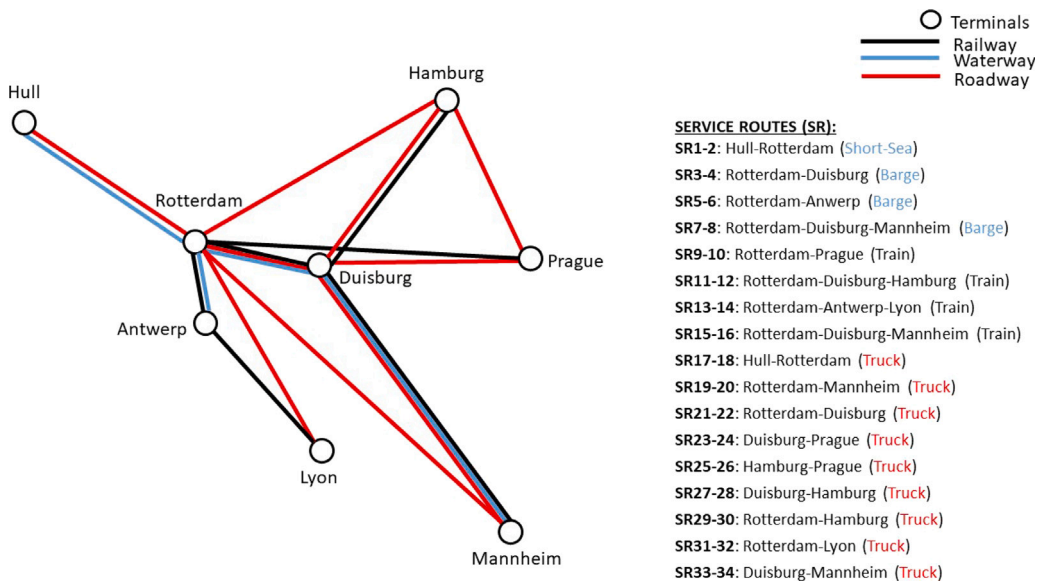 Terminals
Railway
Waterway
Roadway
Hull
Hamburg
Rotterdam
Duisburg
Prague
Antwerp
Lyon
Mannheim
SERVICE ROUTES (SR):
SR1-2: Hull-Rotterdam (Short-Sea)
SR3-4: Rotterdam-Duisburg (Barge)
SR5-6: Rotterdam-Anwerp (Barge)
SR7-8: Rotterdam-Duisburg-Mannheim (Barge)
SR9-10: Rotterdam-Prague (Train)
SR11-12: Rotterdam-Duisburg-Hamburg (Train)
SR13-14: Rotterdam-Antwerp-Lyon (Train)
SR15-16: Rotterdam-Duisburg-Mannheim (Train)
SR17-18: Hull-Rotterdam (Truck)
SR19-20: Rotterdam-Mannheim (Truck)
SR21-22: Rotterdam-Duisburg (Truck)
SR23-24: Duisburg-Prague (Truck)
SR25-26: Hamburg-Prague (Truck)
SR27-28: Duisburg-Hamburg (Truck)
SR29-30: Rotterdam-Hamburg (Truck)
SR31-32: Rotterdam-Lyon (Truck)
SR33-34: Duisburg-Mannheim (Truck)